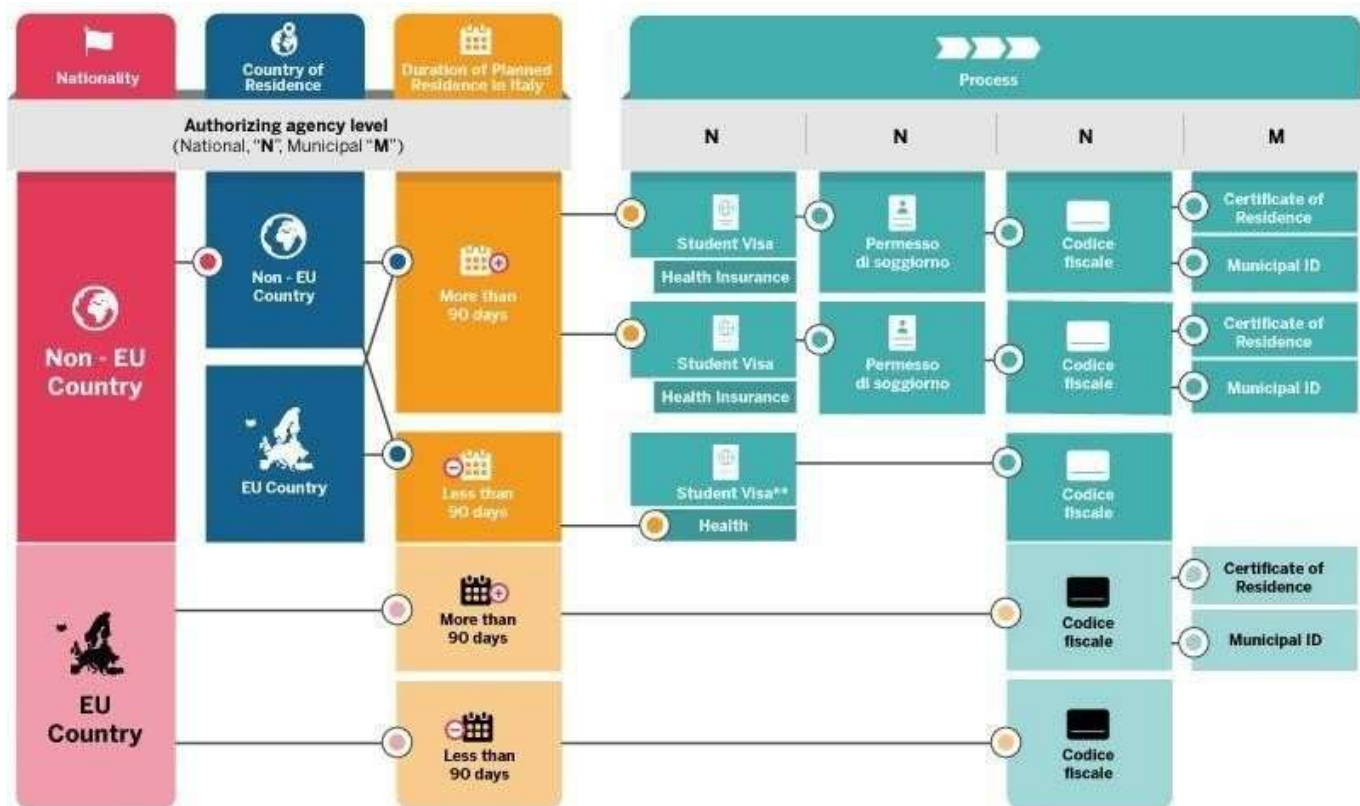 Nationality
Country of
Residence
Duration of Planned
Residence in Italy
Process
Authorizing agency level
(National, “N”, Municipal “M”)
N
N
N
M
Non - EU
Country
Non - EU
Country
EU Country
More than
90 days
Less than
90 days
Student Visa
Health Insurance
Permesso
di soggiorno
Codice
fiscale
Certificate of
Residence
Municipal ID
Student Visa
Health Insurance
Permesso
di soggiorno
Codice
fiscale
Certificate of
Residence
Municipal ID
Student Visa**
Health
Codice
fiscale
EU
Country
More than
90 days
Codice
fiscale
Certificate of
Residence
Municipal ID
Less than
90 days
Codice
fiscale